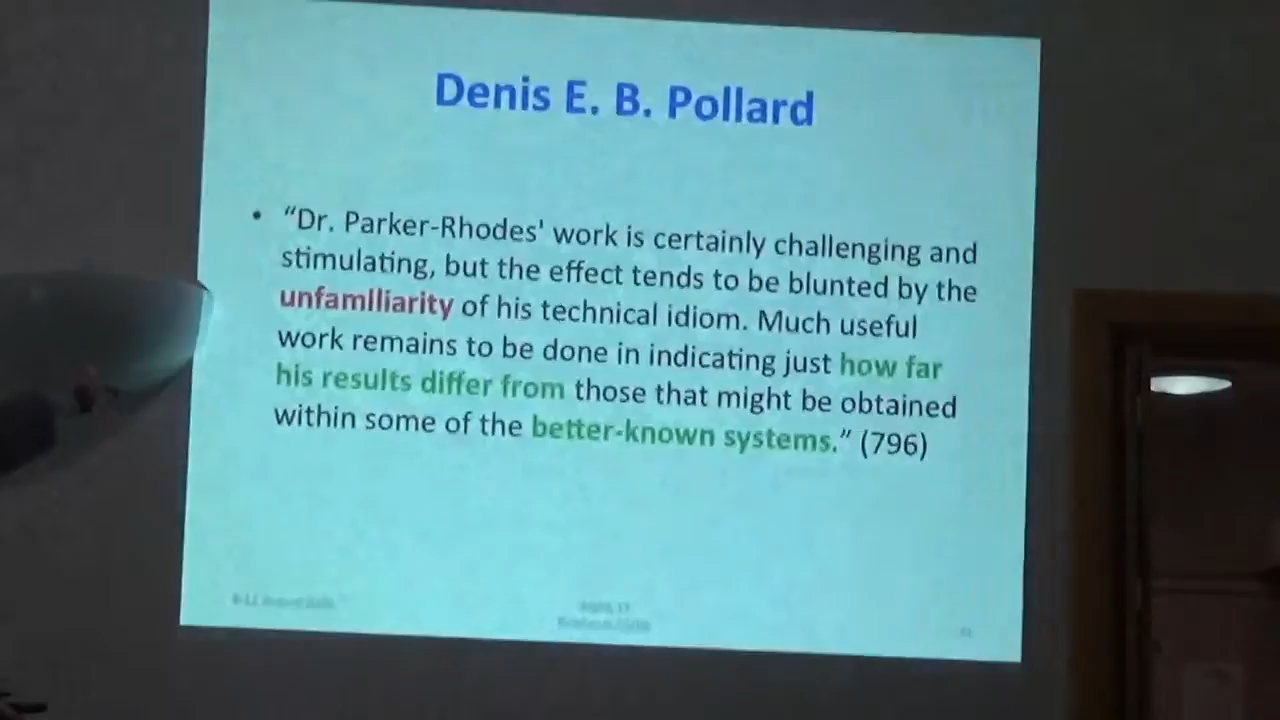 Denis E. B. Pollard
• “Dr. Parker-Rhodes' work is certainly challenging and
stimulating, but the effect tends to be blunted by the
unfamlliarity of his technical idiom. Much useful
work remains to be done in indicating just how far
his results differ from those that might be obtained
within some of the better-known systems.” (796)